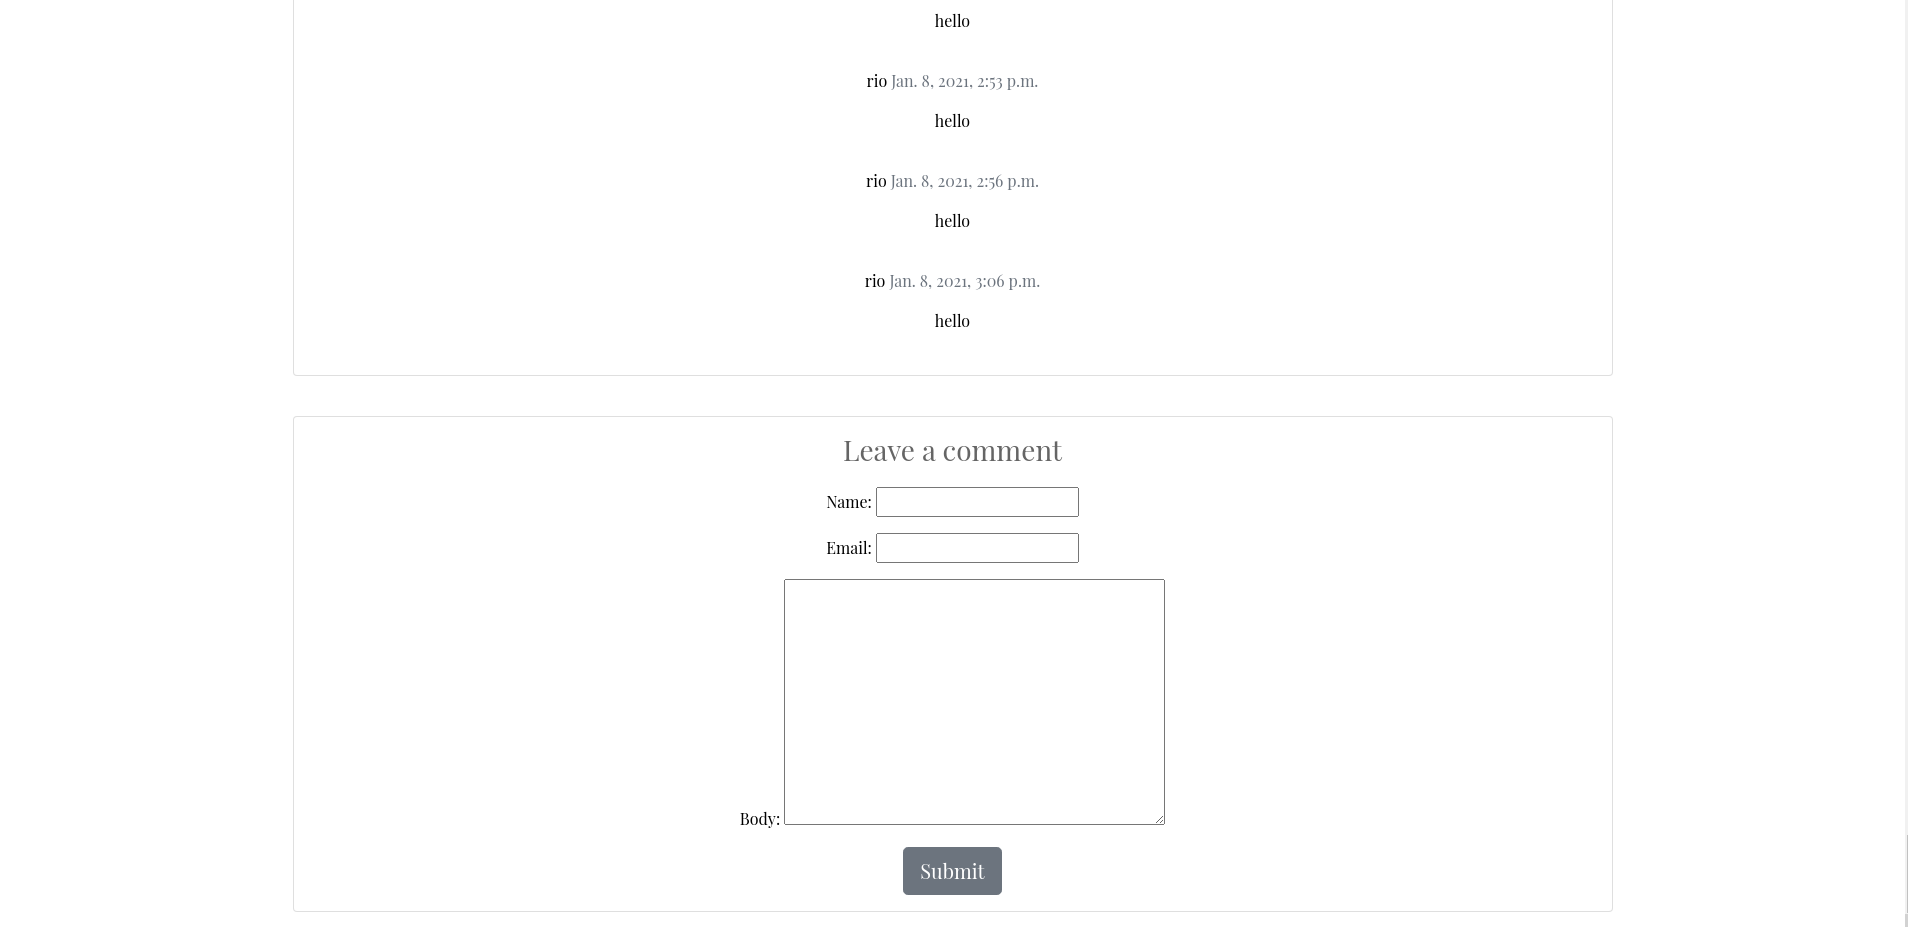 hello
rio Jan. 8, 2021, 2:53 p.m.
hello
rio Jan. 8, 2021, 2:56 p.m.
hello
rio Jan. 8, 2021, 3:06 p.m.
hello
Leave a comment
Name:
Email:
Body:
Submit